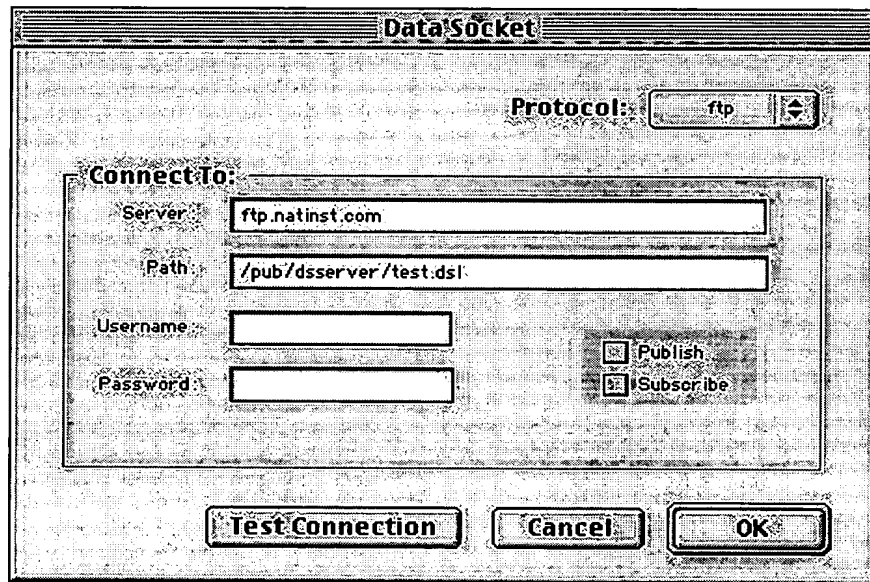 Data Socket
Protocol: ftp
Connect To:
Server: ftp.natinst.com
Path: /pub/dsserver/test.dsl
Username:
Password:
Publish
Subscribe
Test Connection Cancel OK